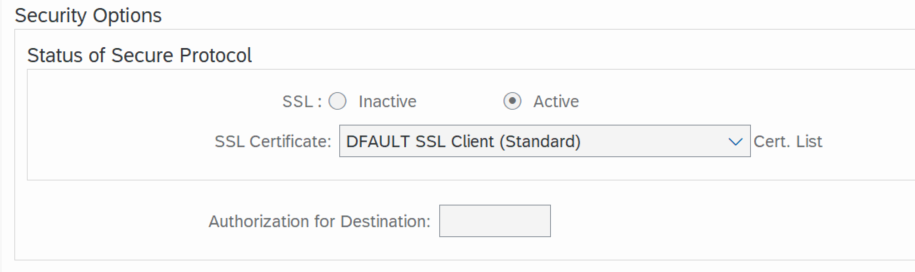 Security Options
Status of Secure Protocol
SSL : Inactive Active
SSL Certificate: DFAULT SSL Client (Standard) Cert. List
Authorization for Destination: